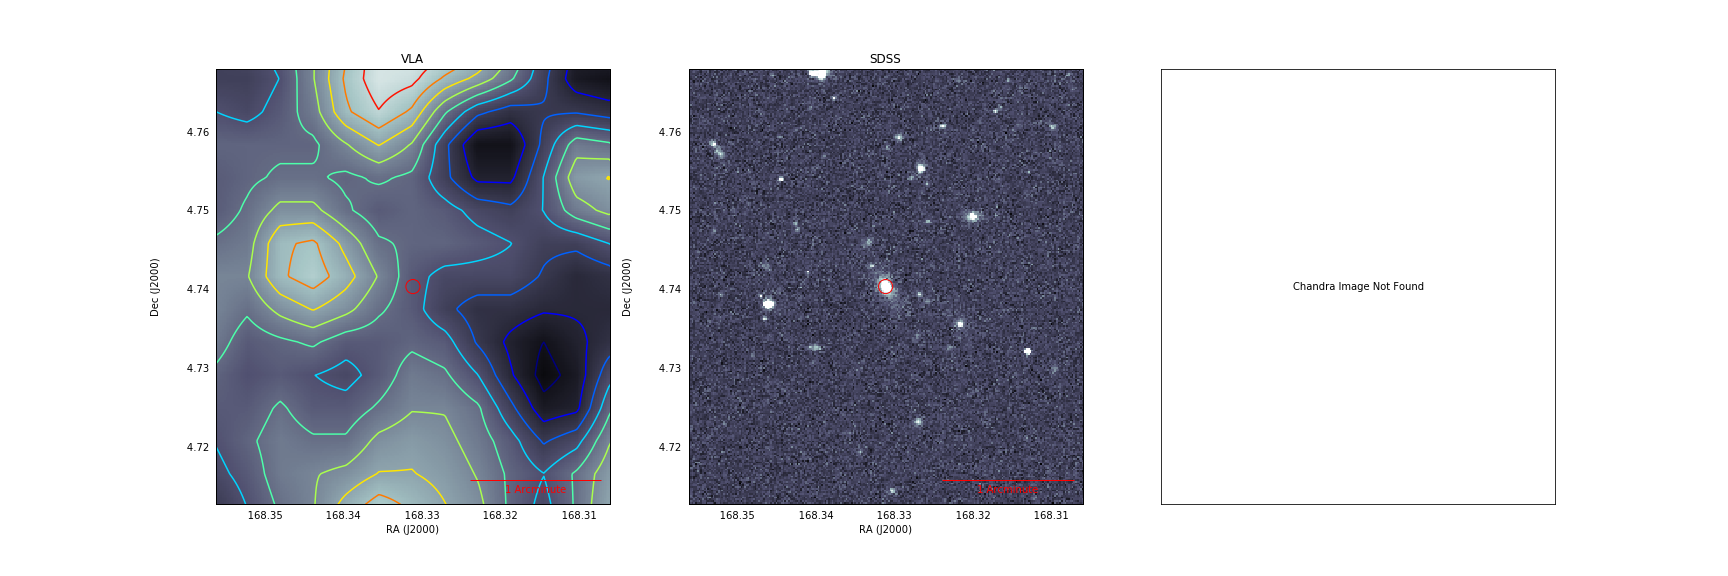 VLA
SDSS
4.76
4.75
4.74
4.73
4.72
Dec (J2000)
1 Arcminute
168.35 168.34 168.33 168.32 168.31
RA (J2000)
4.76
4.75
4.74
4.73
4.72
Dec (J2000)
1 Arcminute
168.35 168.34 168.33 168.32 168.31
RA (J2000)
Chandra Image Not Found